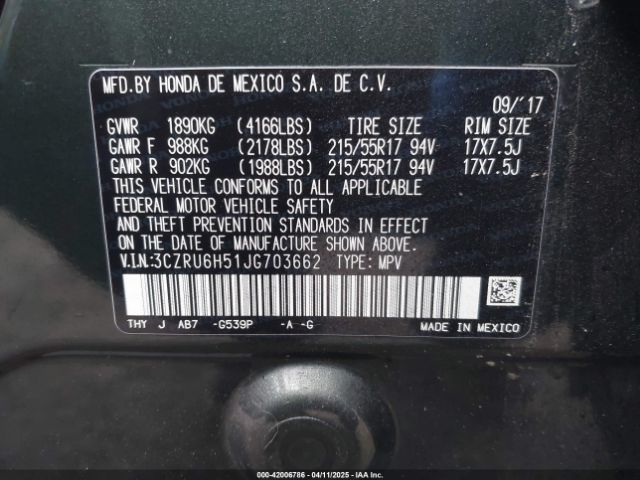 MFD.BY HONDA DE MEXICO S.A. DE C.V.
09/'17
GVWR 1890KG (4166LBS) TIRE SIZE RIM SIZE
GAWR F 988KG (2178LBS) 215/55R17 94V 17X7.5J
GAWR R 902KG (1988LBS) 215/55R17 94V 17X7.5J
THIS VEHICLE CONFORMS TO ALL APPLICABLE
FEDERAL MOTOR VEHICLE SAFETY
AND THEFT PREVENTION STANDARDS IN EFFECT
ON THE DATE OF MANUFACTURE SHOWN ABOVE.
V.IN.:3CZRU6H51JG703662 TYPE: MPV
THY J AB7 -G539P -A -G MADE IN MEXICO
000-42006786 - 04/11/2025 - IAA, Inc.